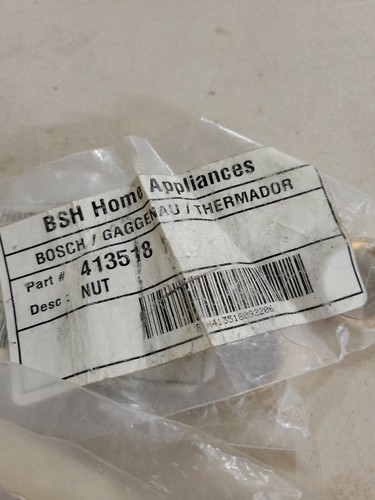 BSH Home Appliances
BOSCH / GAGGENAU / THERMADOR
Part # 413518
Desc: NUT